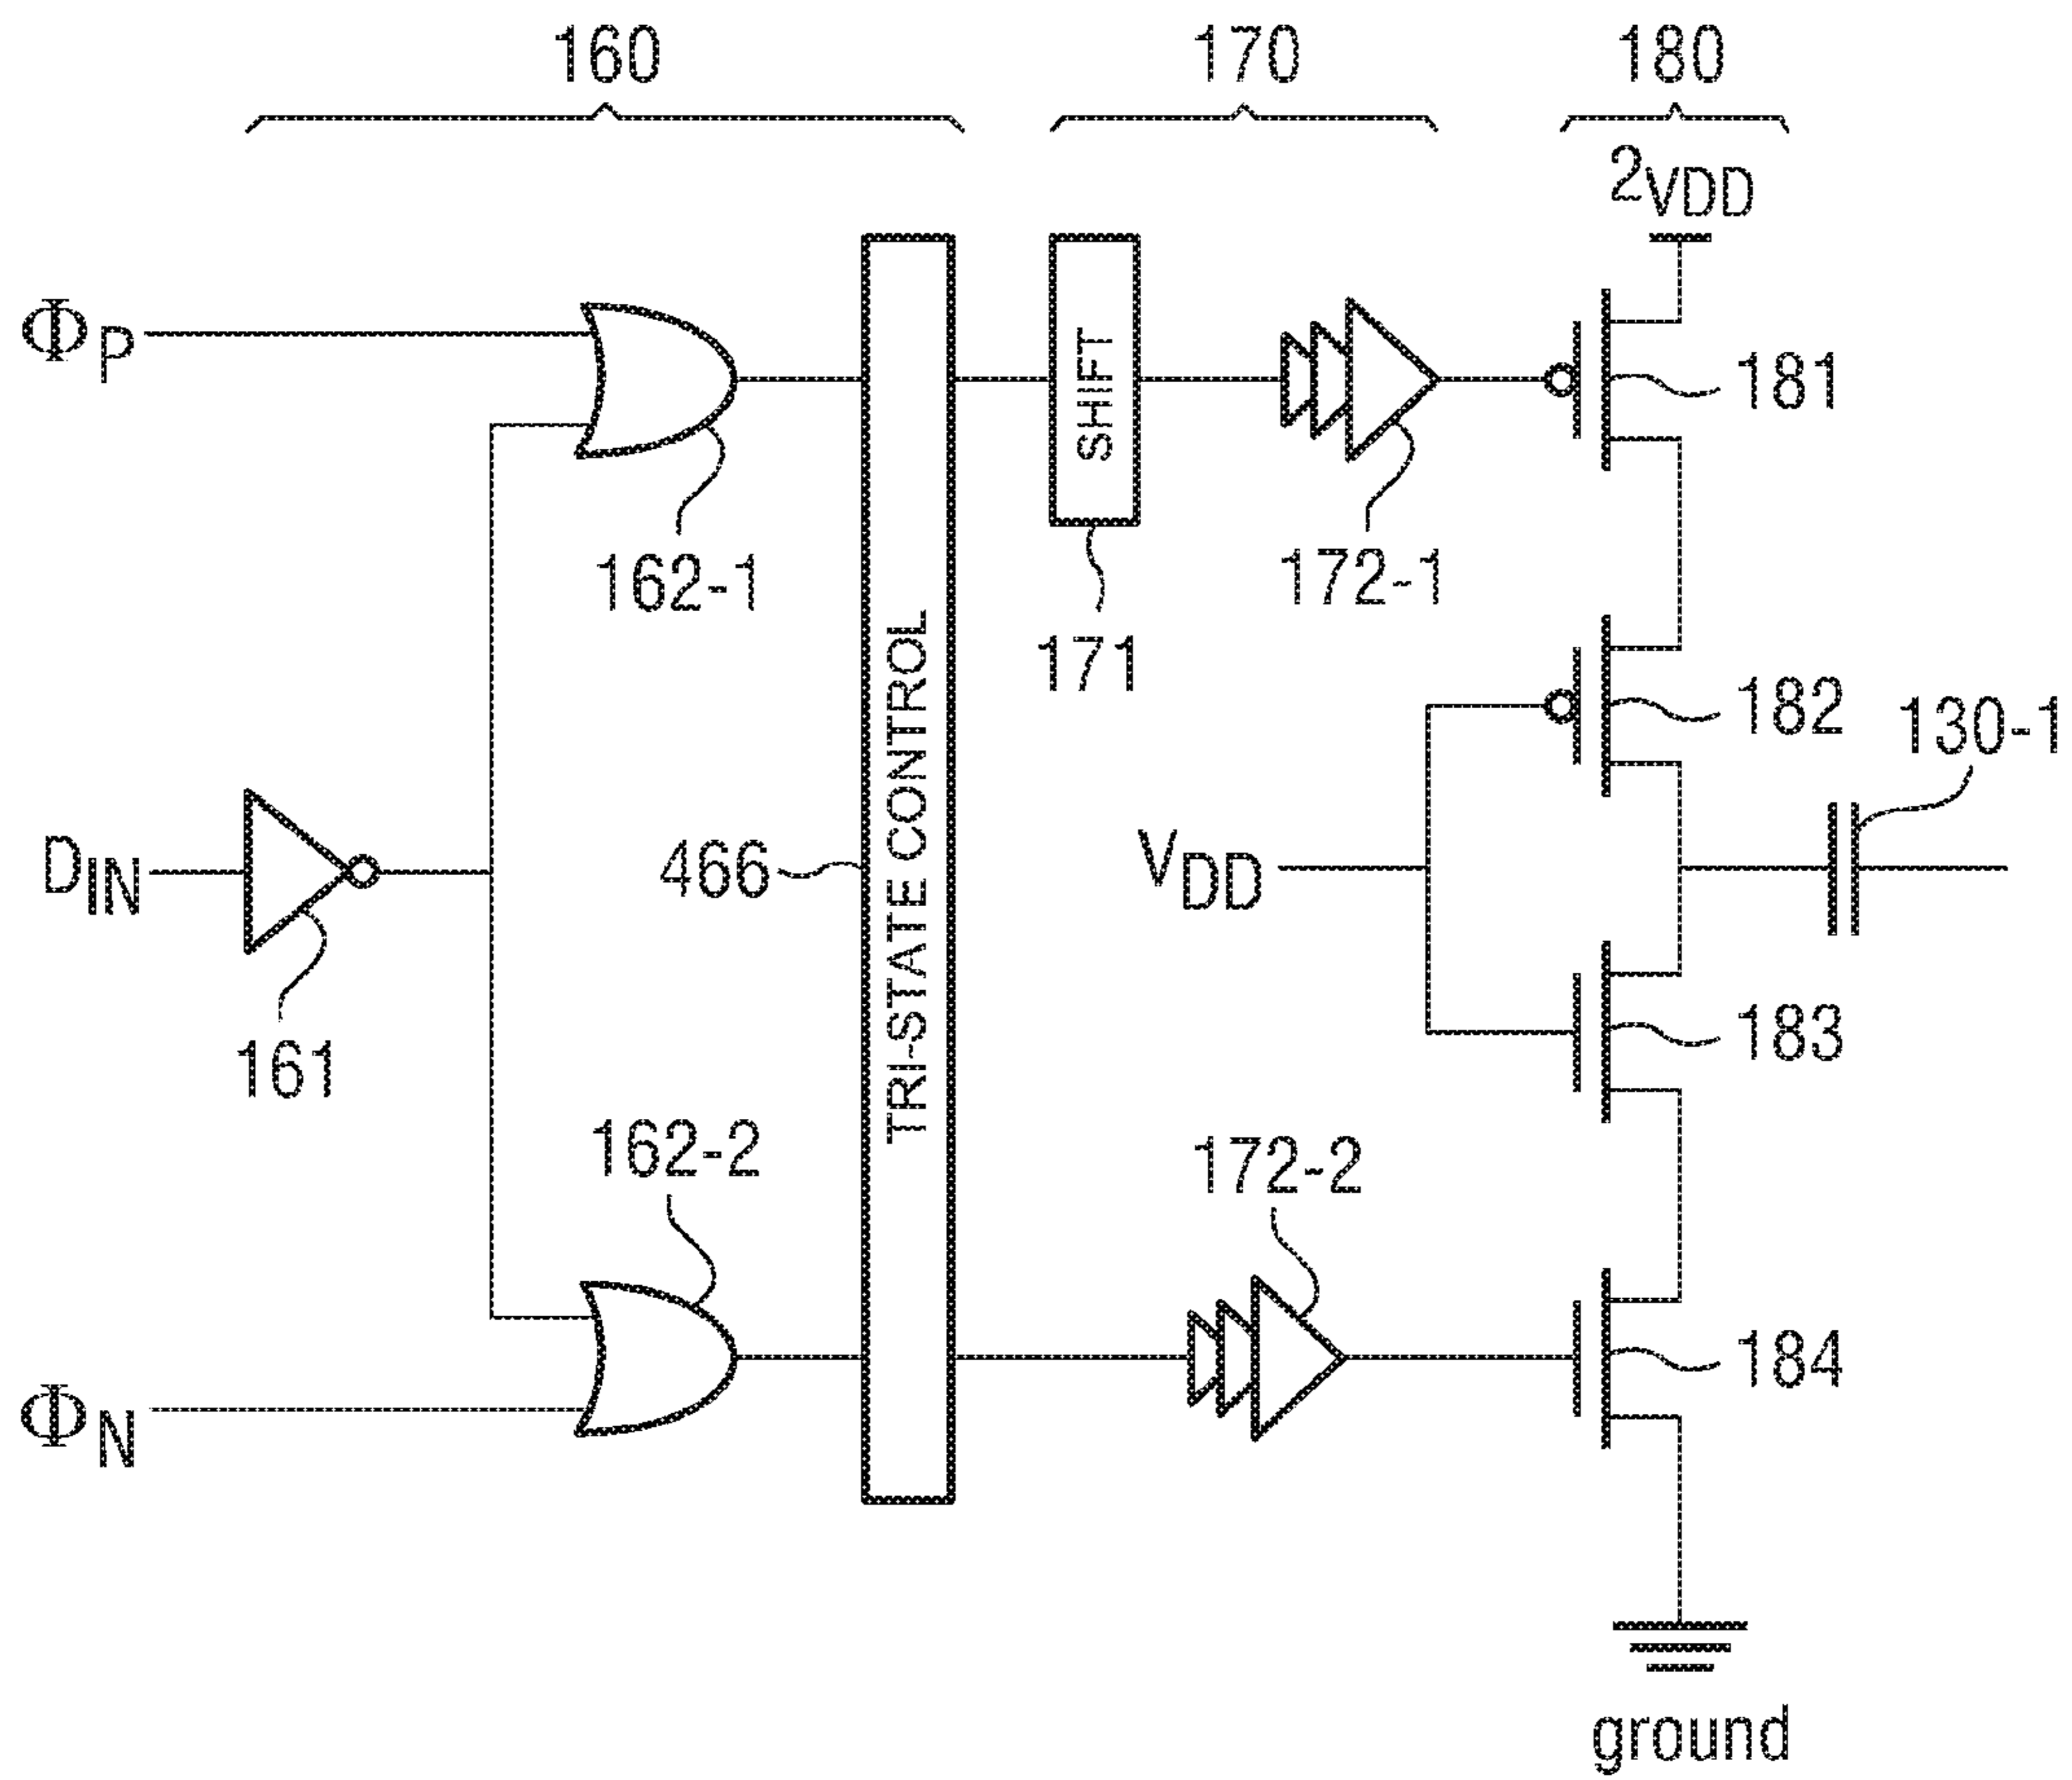 160
170
180
2VDD
ΦP
SHIFT
181
162-1
172-1
171
182
130-1
TRI-STATE CONTROL
DIN
466
VDD
161
183
162-2
172-2
184
ΦN
ground